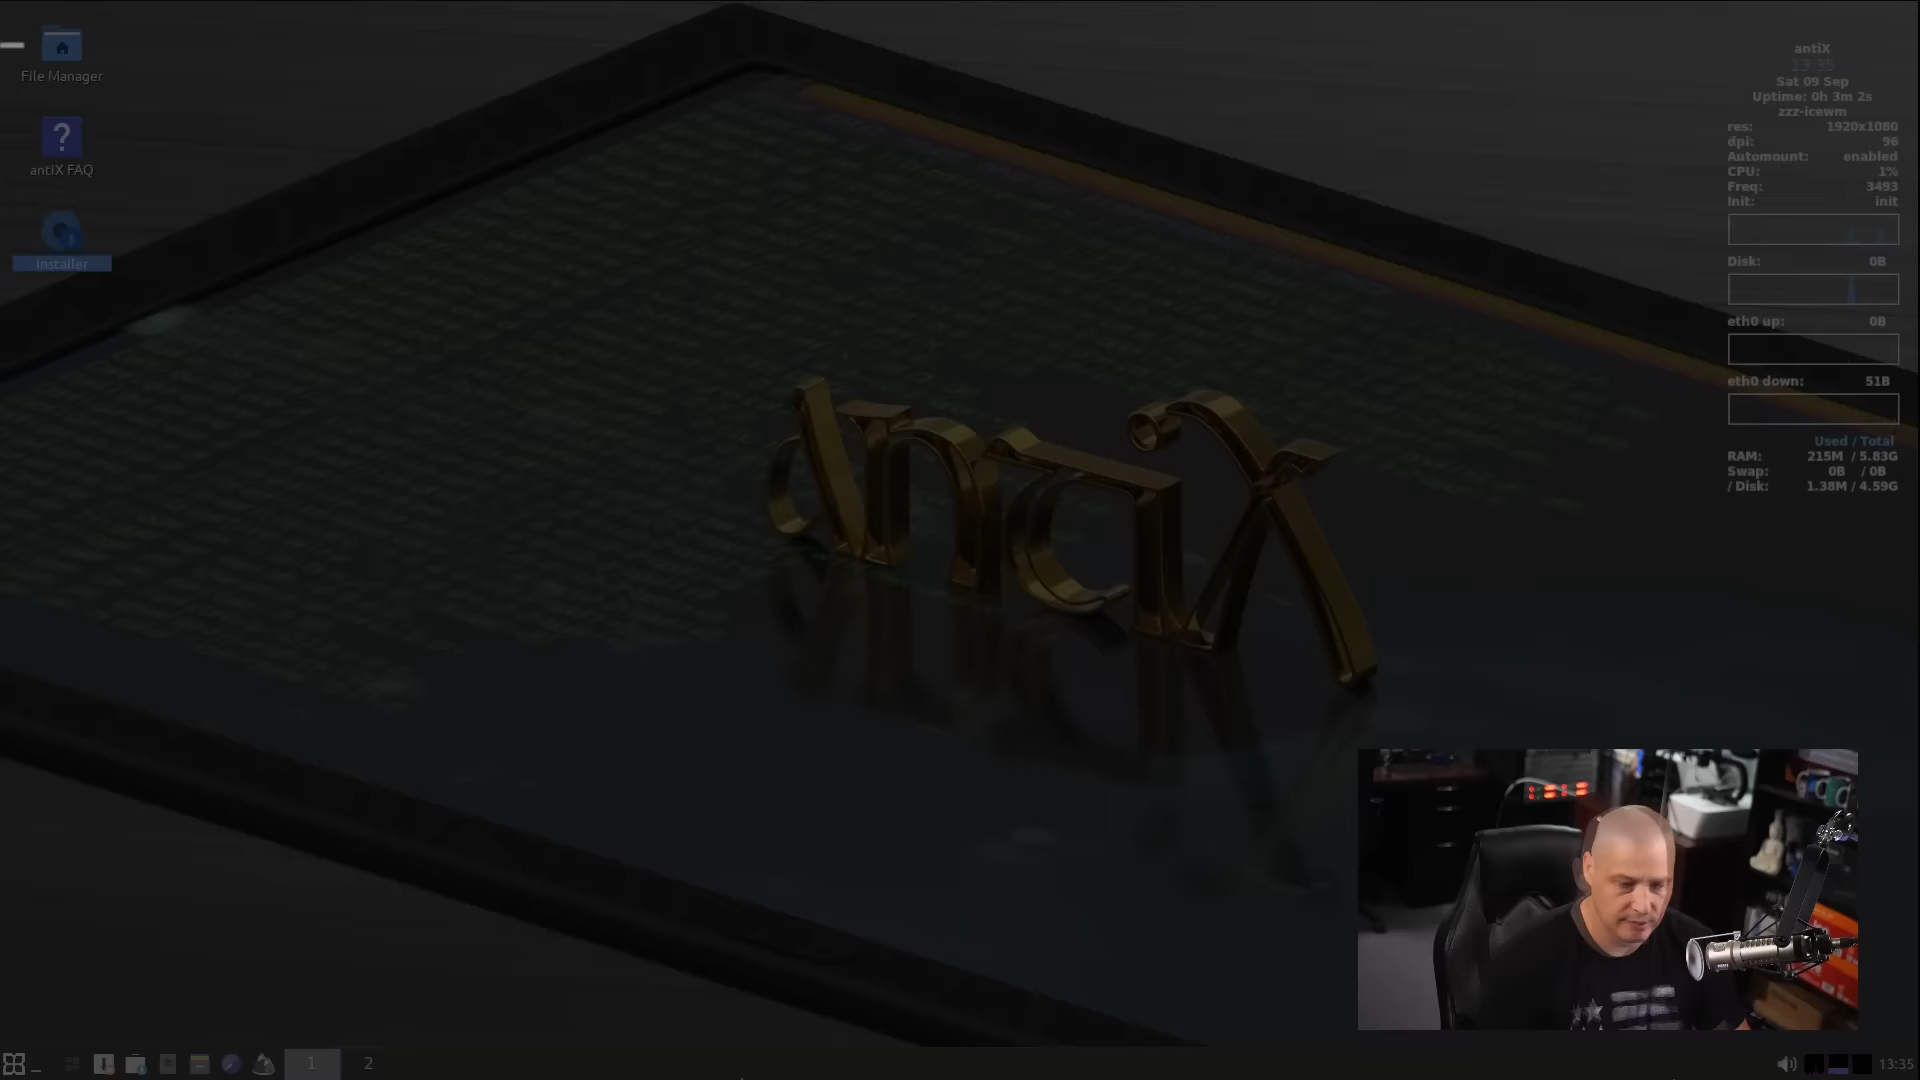 File Manager
antiX FAQ
Installer
antiX
13:35
Sat 09 Sep
Uptime: 0h 3m 2s
zzz-icewm
res: 1920x1080
dpi: 96
Automount: enabled
CPU: 1%
Freq: 3493
Init: init
Disk: 0B
eth0 up: 0B
eth0 down: 51B
Used / Total
RAM: 215M / 5.83G
Swap: 0B / 0B
/ Disk: 1.38M / 4.59G
antiX
1 2
13:35